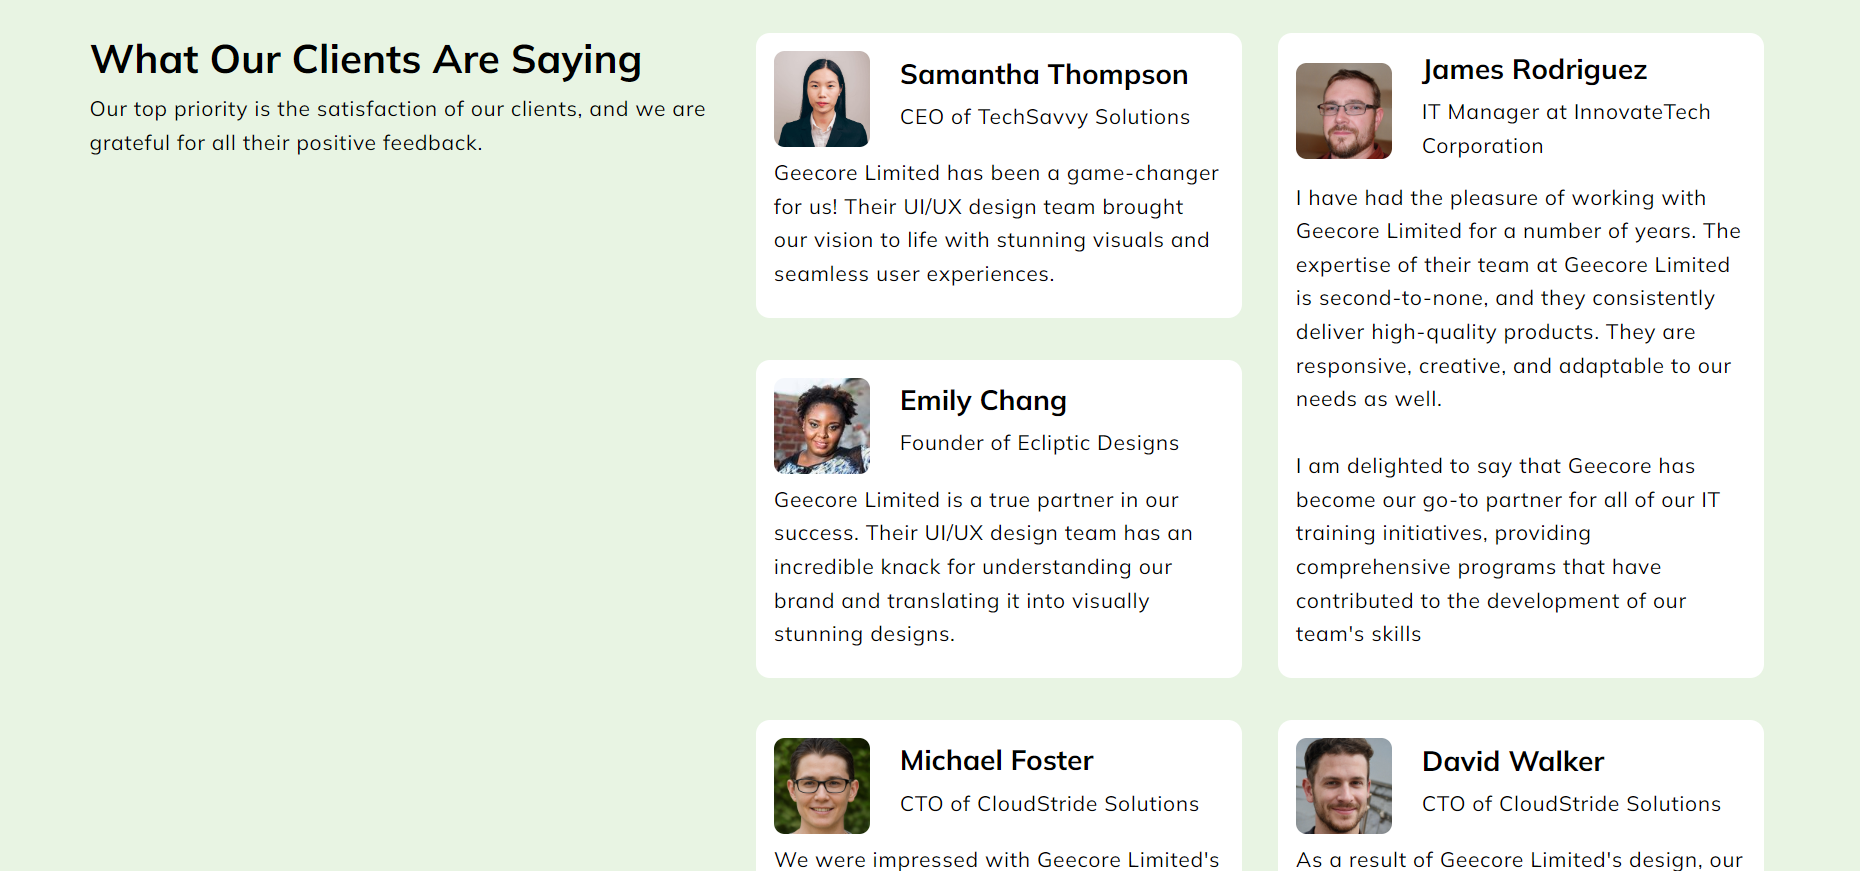 What Our Clients Are Saying
Our top priority is the satisfaction of our clients, and we are
grateful for all their positive feedback.
Samantha Thompson
CEO of TechSavvy Solutions
Geecore Limited has been a game-changer
for us! Their UI/UX design team brought
our vision to life with stunning visuals and
seamless user experiences.
Emily Chang
Founder of Ecliptic Designs
Geecore Limited is a true partner in our
success. Their UI/UX design team has an
incredible knack for understanding our
brand and translating it into visually
stunning designs.
Michael Foster
CTO of CloudStride Solutions
We were impressed with Geecore Limited's
James Rodriguez
IT Manager at InnovateTech
Corporation
I have had the pleasure of working with
Geecore Limited for a number of years. The
expertise of their team at Geecore Limited
is second-to-none, and they consistently
deliver high-quality products. They are
responsive, creative, and adaptable to our
needs as well.
I am delighted to say that Geecore has
become our go-to partner for all of our IT
training initiatives, providing
comprehensive programs that have
contributed to the development of our
team's skills
David Walker
CTO of CloudStride Solutions
As a result of Geecore Limited's design, our